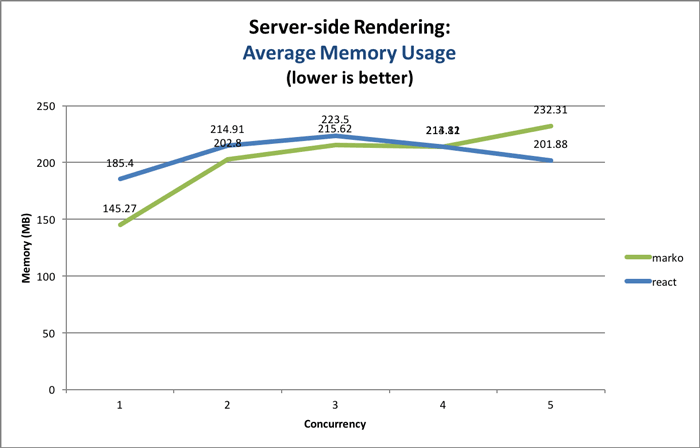 Server-side Rendering:
Average Memory Usage
(lower is better)
250
200
150
100
50
0
Memory (MB)
185.4
145.27
214.91
202.8
223.5
215.62
232.31
201.88
1
2
3
4
5
Concurrency
marko
react